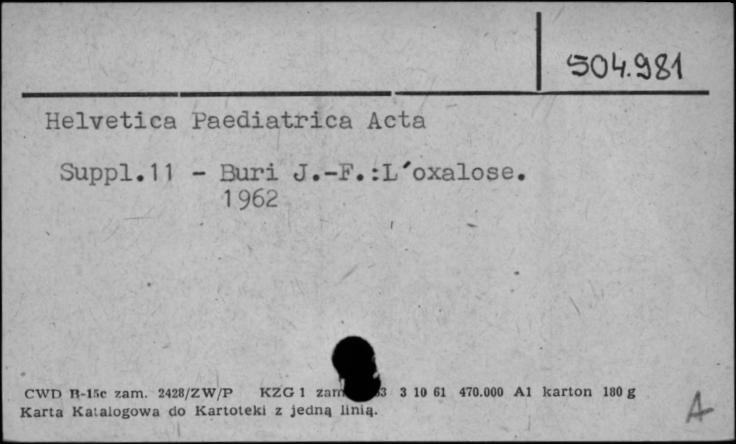 504.981
Helvetica Paediatrica Acta
Suppl.11 - Buri J.-F.:L'oxalose.
1962
CWD B-15c zam. 2428/ZW/P KZG 1 3 10 61 470.000 A1 karton 180 g
Karta Katalogowa do Kartoteki z jedną linią.
A